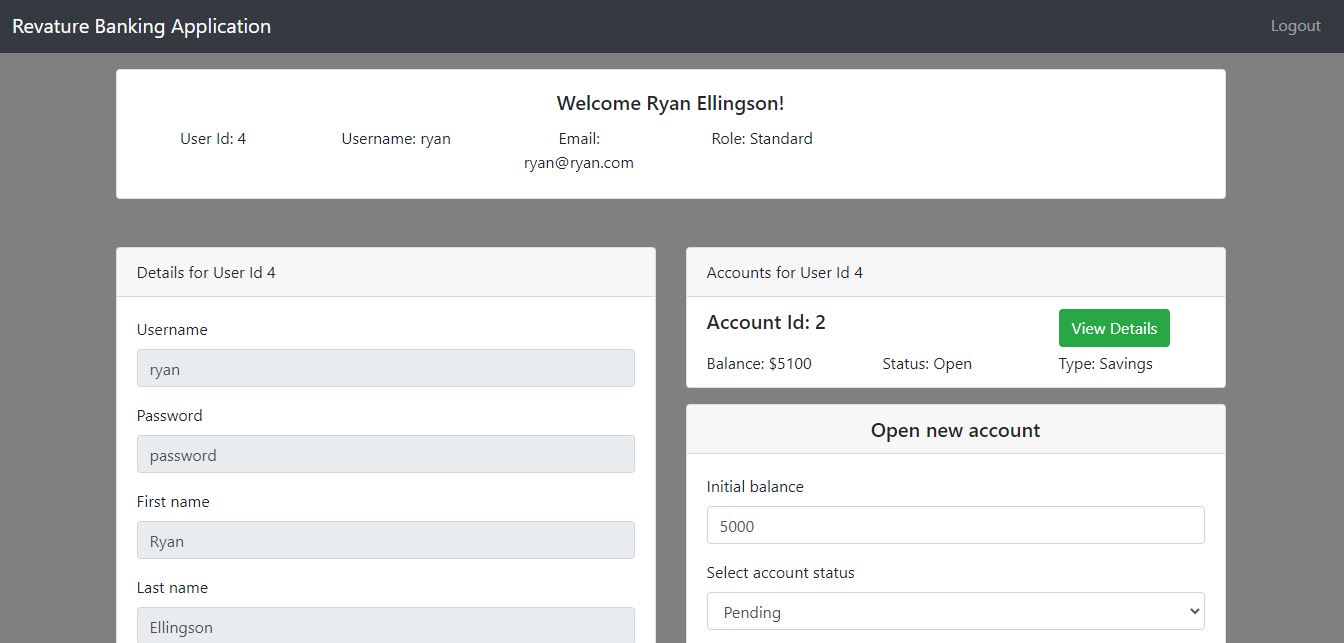 Revature Banking Application
Logout
Welcome Ryan Ellingson!
User Id: 4
Username: ryan
Email:
ryan@ryan.com
Role: Standard
Details for User Id 4
Username
ryan
Password
password
First name
Ryan
Last name
Ellingson
Accounts for User Id 4
Account Id: 2
View Details
Balance: $5100
Status: Open
Type: Savings
Open new account
Initial balance
5000
Select account status
Pending